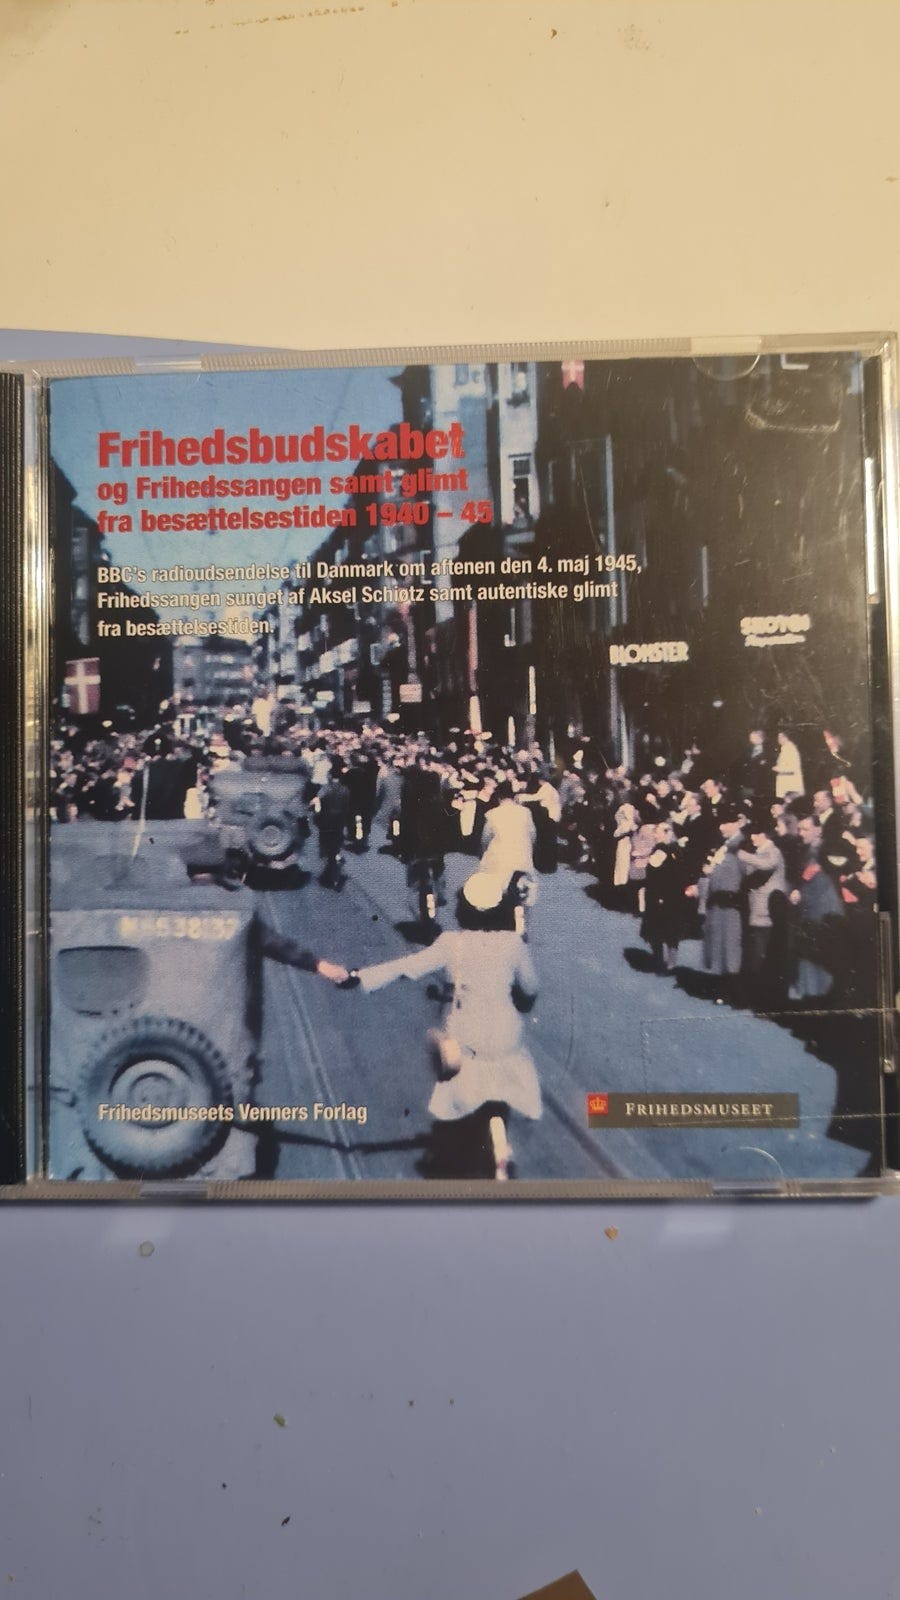 Frihedsbudskabet
og Frihedssangen samt glimt
fra besættelsestiden 1940 – 45
BBC's radioudsendelse til Danmark om aftenen den 4. maj 1945,
Frihedssangen sunget af Aksel Schiøtz samt autentiske glimt
fra besættelsestiden.
BLOMSTER
Frihedsmuseets Venners Forlag
FRIHEDSMUSEET